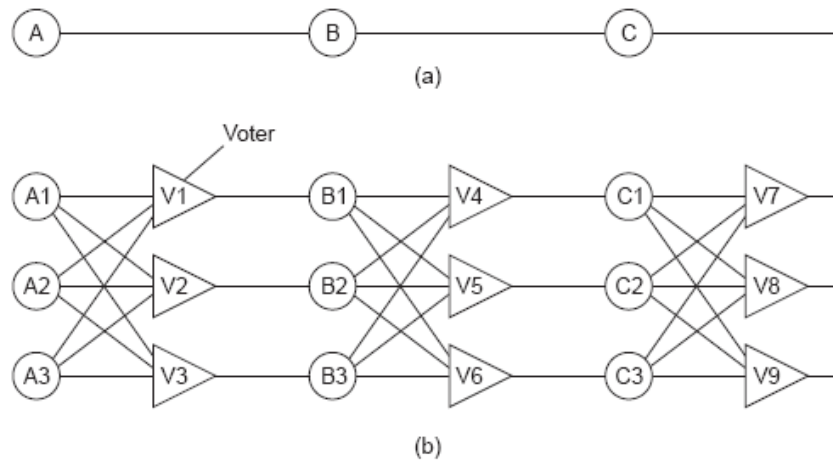 A B C
(a)
Voter
A1 V1 B1 V4 C1 V7
A2 V2 B2 V5 C2 V8
A3 V3 B3 V6 C3 V9
(b)